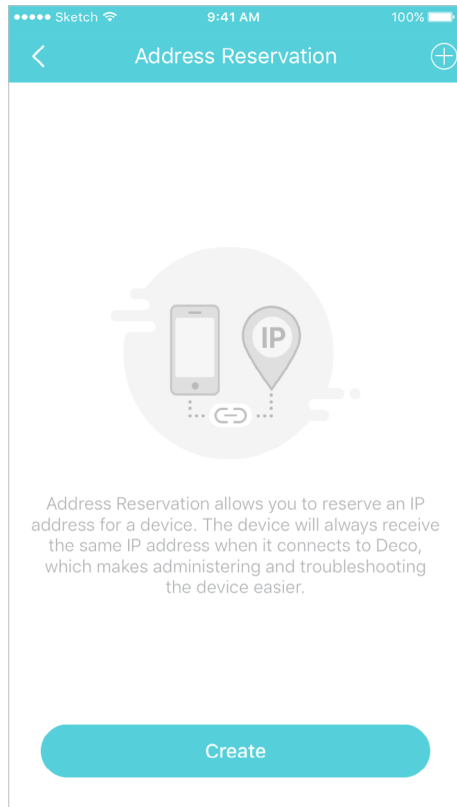 Sketch 9:41 AM 100%
Address Reservation
IP
Address Reservation allows you to reserve an IP
address for a device. The device will always receive
the same IP address when it connects to Deco,
which makes administering and troubleshooting
the device easier.
Create